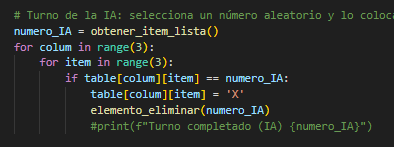 # Turno de la IA: selecciona un número aleatorio y lo coloca
numero_IA = obtener_item_lista()
for colum in range(3):
    for item in range(3):
        if table[colum][item] == numero_IA:
            table[colum][item] = 'X'
            elemento_eliminar(numero_IA)
            #print(f"Turno completado (IA) {numero_IA}")